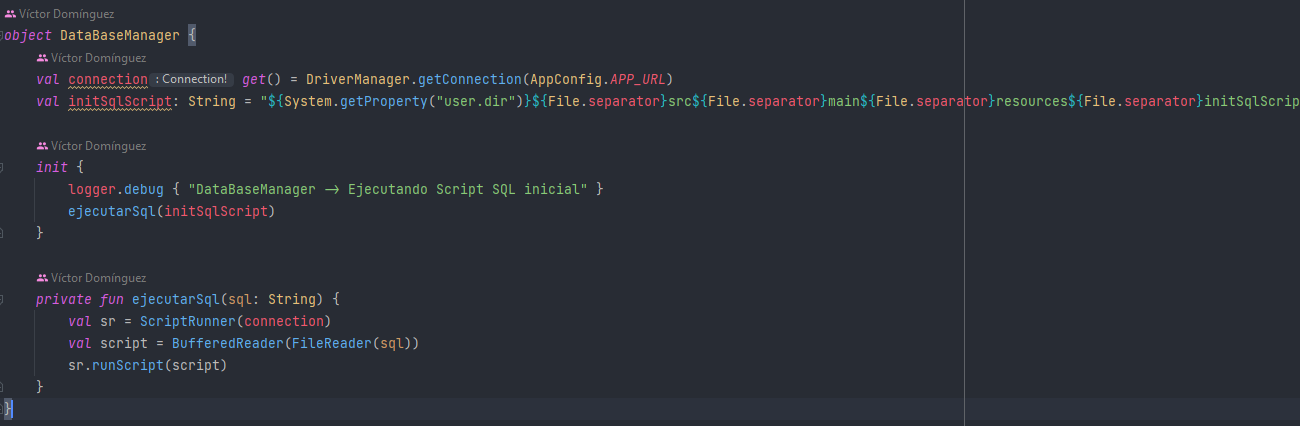 Víctor Domínguez
object DataBaseManager {
Víctor Domínguez
val connection : Connection! get() = DriverManager.getConnection(AppConfig.APP_URL)
val initSqlScript: String = "${System.getProperty("user.dir")}${File.separator}src${File.separator}main${File.separator}resources${File.separator}initSqlScrip
Víctor Domínguez
init {
logger.debug { "DataBaseManager -> Ejecutando Script SQL inicial" }
ejecutarSql(initSqlScript)
}
Víctor Domínguez
private fun ejecutarSql(sql: String) {
val sr = ScriptRunner(connection)
val script = BufferedReader(FileReader(sql))
sr.runScript(script)
}
}